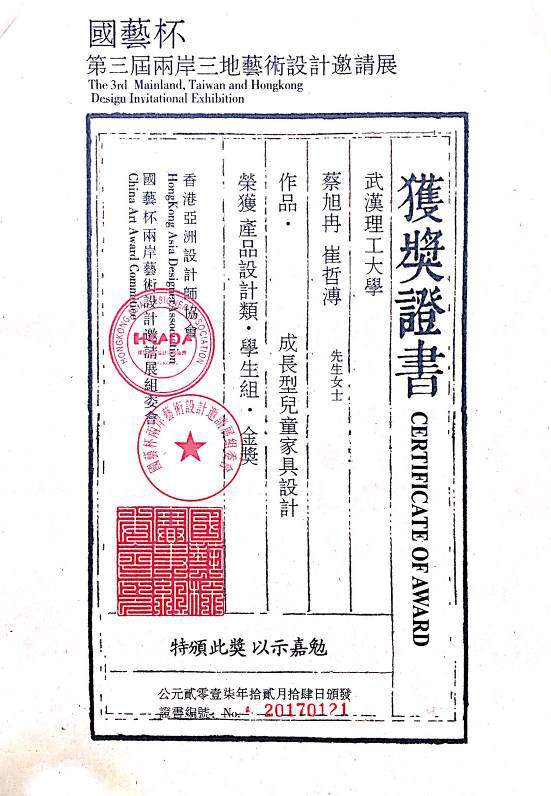 國藝杯
第三屆兩岸三地藝術設計邀請展
The 3rd Mainland, Taiwan and Hongkong
Design Invitational Exhibition
獲獎證書 CERTIFICATE OF AWARD
武漢理工大學
蔡旭冉 崔哲溥 先生女士
作品· 成長型兒童家具設計
榮獲產品設計類·學生組·金獎
香港亞洲設計師協會
HongKong Asia Designer Association
國藝杯兩岸藝術設計邀請展組委會
China Art Award Committee
HONGKONG ASIA DESIGNER ASSOCIATION
國藝杯兩岸藝術設計邀請展組委會
特頒此獎 以示嘉勉
公元貳零壹柒年拾貳月拾肆日頒發
證書編號: No. 20170121